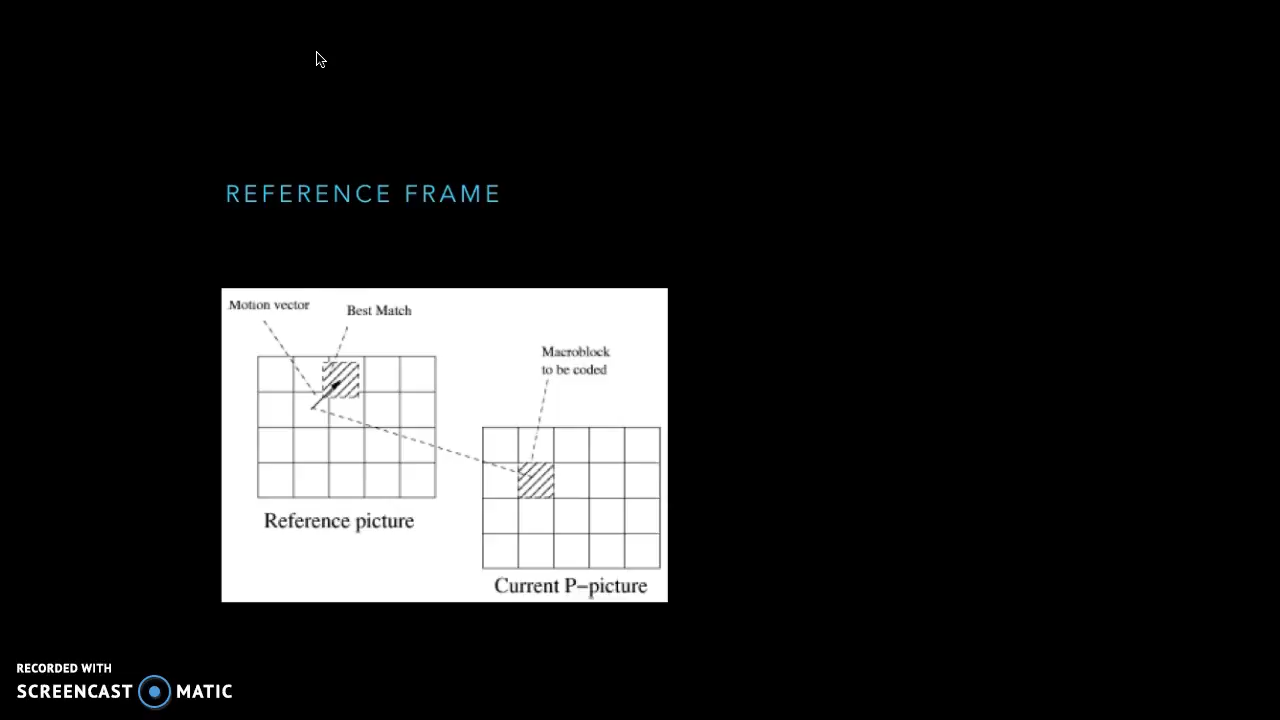 REFERENCE FRAME
Motion vector
Best Match
Macroblock
to be coded
Reference picture
Current P-picture
RECORDED WITH
SCREENCAST MATIC